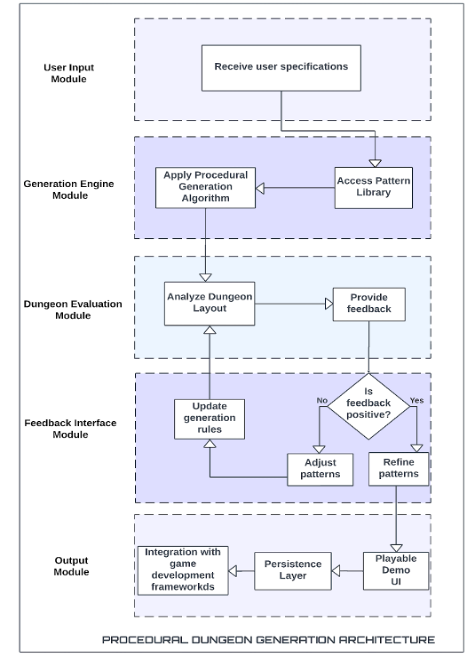 User Input
Module
Receive user specifications
Generation Engine
Module
Apply Procedural
Generation
Algorithm
Access Pattern
Library
Dungeon Evaluation
Module
Analyze Dungeon
Layout
Provide
feedback
Feedback Interface
Module
Update
generation
rules
Is
feedback
positive?
No
Yes
Adjust
patterns
Refine
patterns
Output
Module
Integration with
game
development
frameworkds
Persistence
Layer
Playable
Demo
UI
PROCEDURAL DUNGEON GENERATION ARCHITECTURE